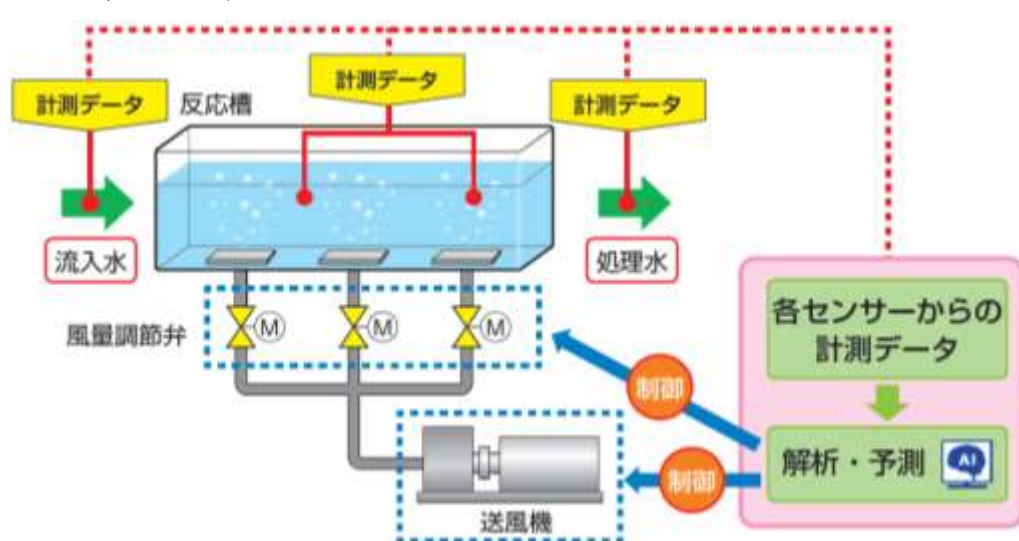 計測データ
計測データ
計測データ
反応槽
流入水
処理水
風量調節弁
M
M
M
各センサーからの
計測データ
制御
解析・予測
AI
制御
送風機